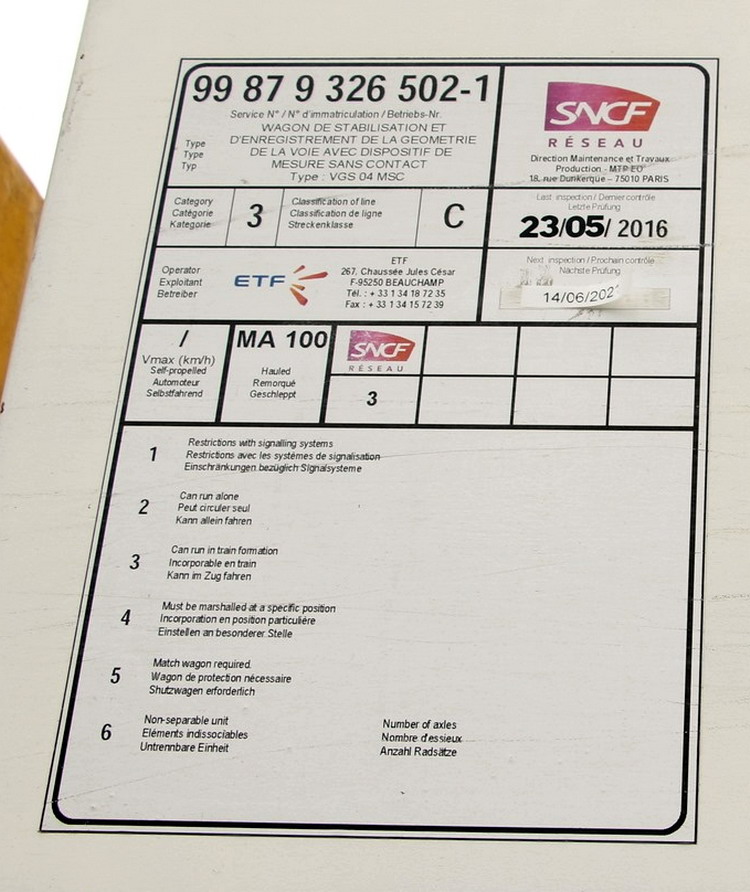 99 87 9 326 502-1
Service N° / N° d'immatriculation / Betriebs-Nr.
Type
Type
Typ
WAGON DE STABILISATION ET
D'ENREGISTREMENT DE LA GEOMETRIE
DE LA VOIE AVEC DISPOSITIF DE
MESURE SANS CONTACT
Type : VGS 04 MSC
SNCF
RÉSEAU
Direction Maintenance et Travaux
Production - MTP EO
18, rue Dunkerque – 75010 PARIS
Category
Catégorie
Kategorie
3
Classification of line
Classification de ligne
Streckenklasse
C
Last inspection / Dernier contrôle
Letzte Prüfung
23/05/ 2016
Operator
Exploitant
Betreiber
ETF
ETF
267, Chaussée Jules César
F-95250 BEAUCHAMP
Tél. : + 33 1 34 18 72 35
Fax : + 33 1 34 15 72 39
Next inspection / Prochain contrôle
Nächste Prüfung
14/06/202
/
Vmax (km/h)
Self-propelled
Automoteur
Selbstfahrend
MA 100
Hauled
Remorqué
Geschleppt
SNCF
RÉSEAU
3
1
Restrictions with signalling systems
Restrictions avec les systèmes de signalisation
Einschränkungen bezüglich Signalsysteme
2
Can run alone
Peut circuler seul
Kann allein fahren
3
Can run in train formation
Incorporable en train
Kann im Zug fahren
4
Must be marshalled at a specific position
Incorporation en position particulière
Einstellen an besonderer Stelle
5
Match wagon required.
Wagon de protection nécessaire
Shutzwagen erforderlich
6
Non-separable unit
Eléments indissociables
Untrennbare Einheit
Number of axles
Nombre d'essieux
Anzahl Radsätze